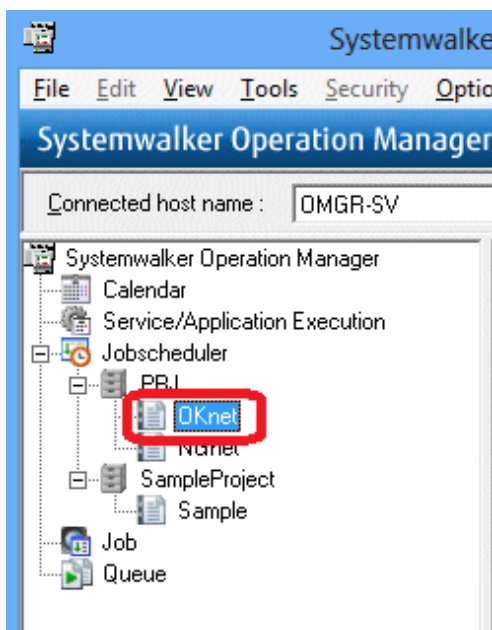 Systemwalke
File Edit View Tools Security Optio
Systemwalker Operation Manager
Connected host name : OMGR-SV
Systemwalker Operation Manager
Calendar
Service/Application Execution
Jobscheduler
PRJ
OKnet
NGnet
SampleProject
Sample
Job
Queue